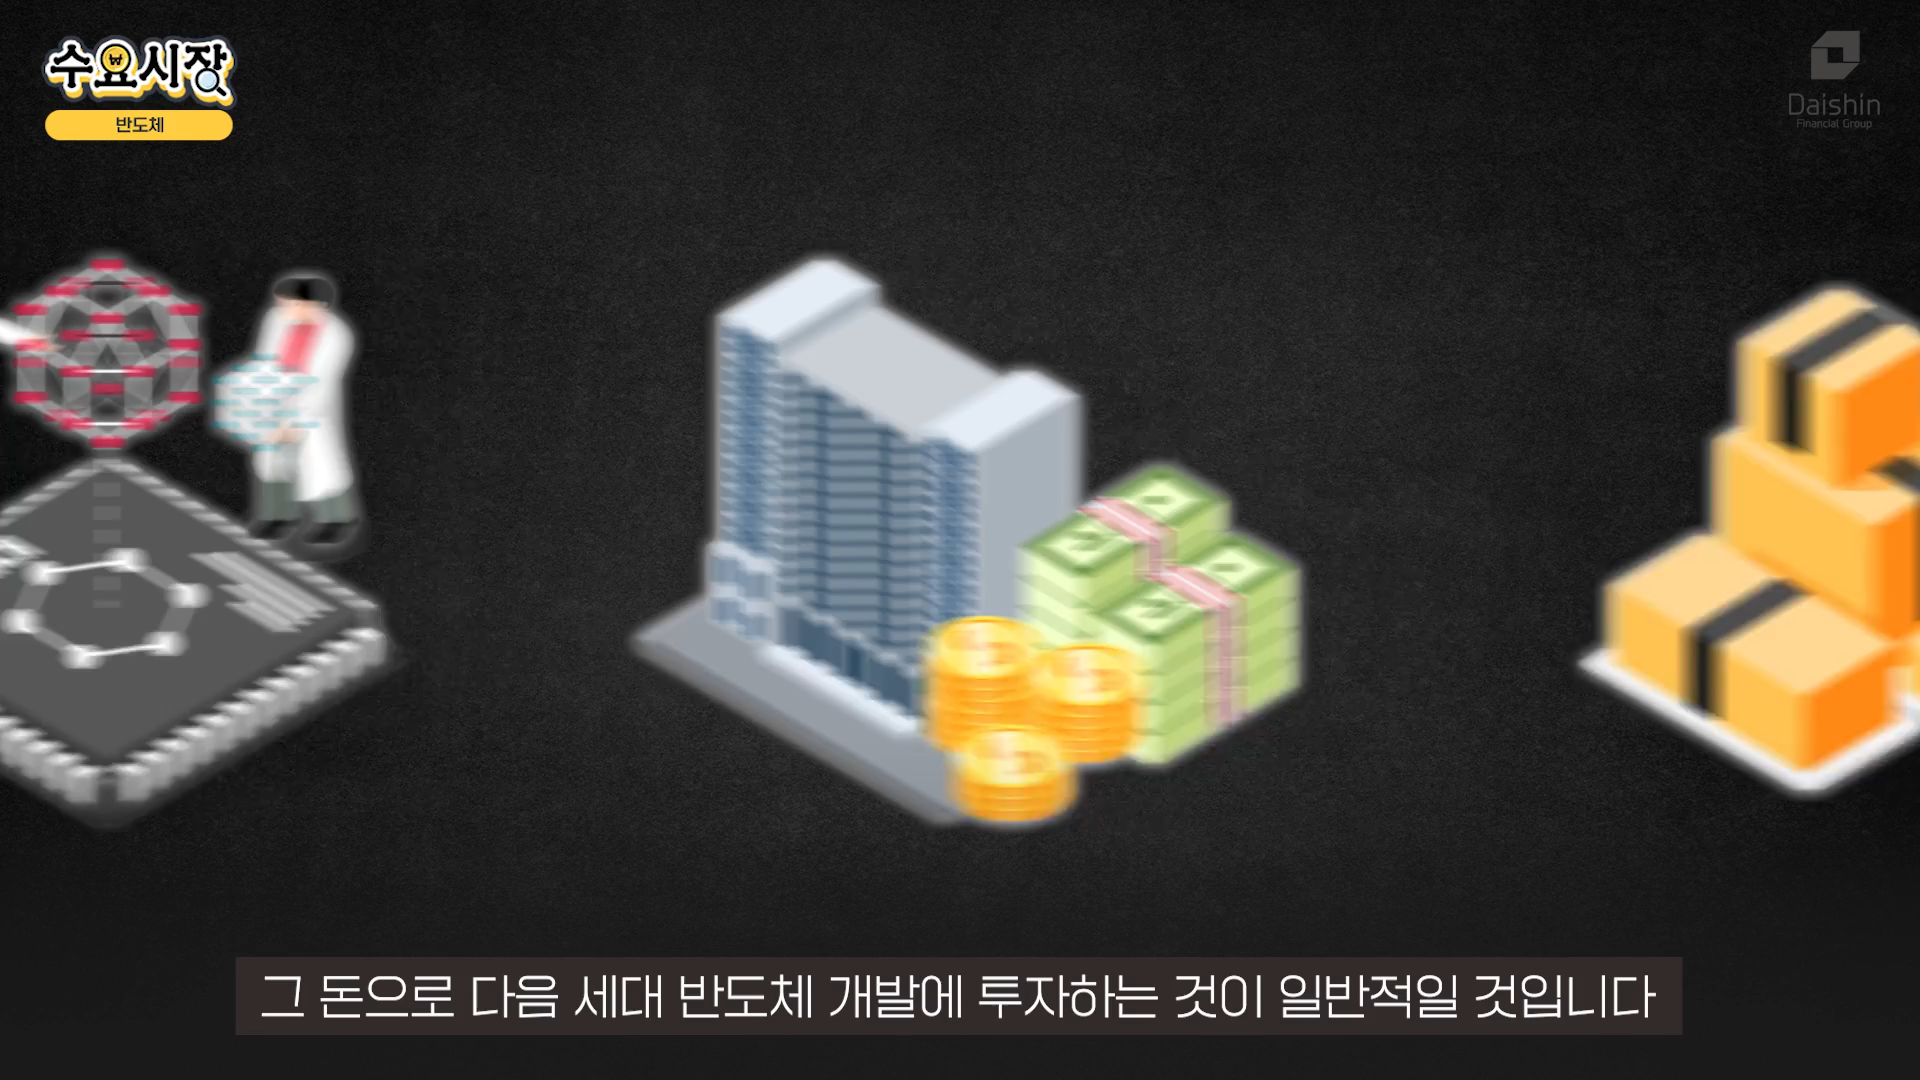 수요시장
반도체
Daishin
Financial Group
그 돈으로 다음 세대 반도체 개발에 투자하는 것이 일반적일 것입니다